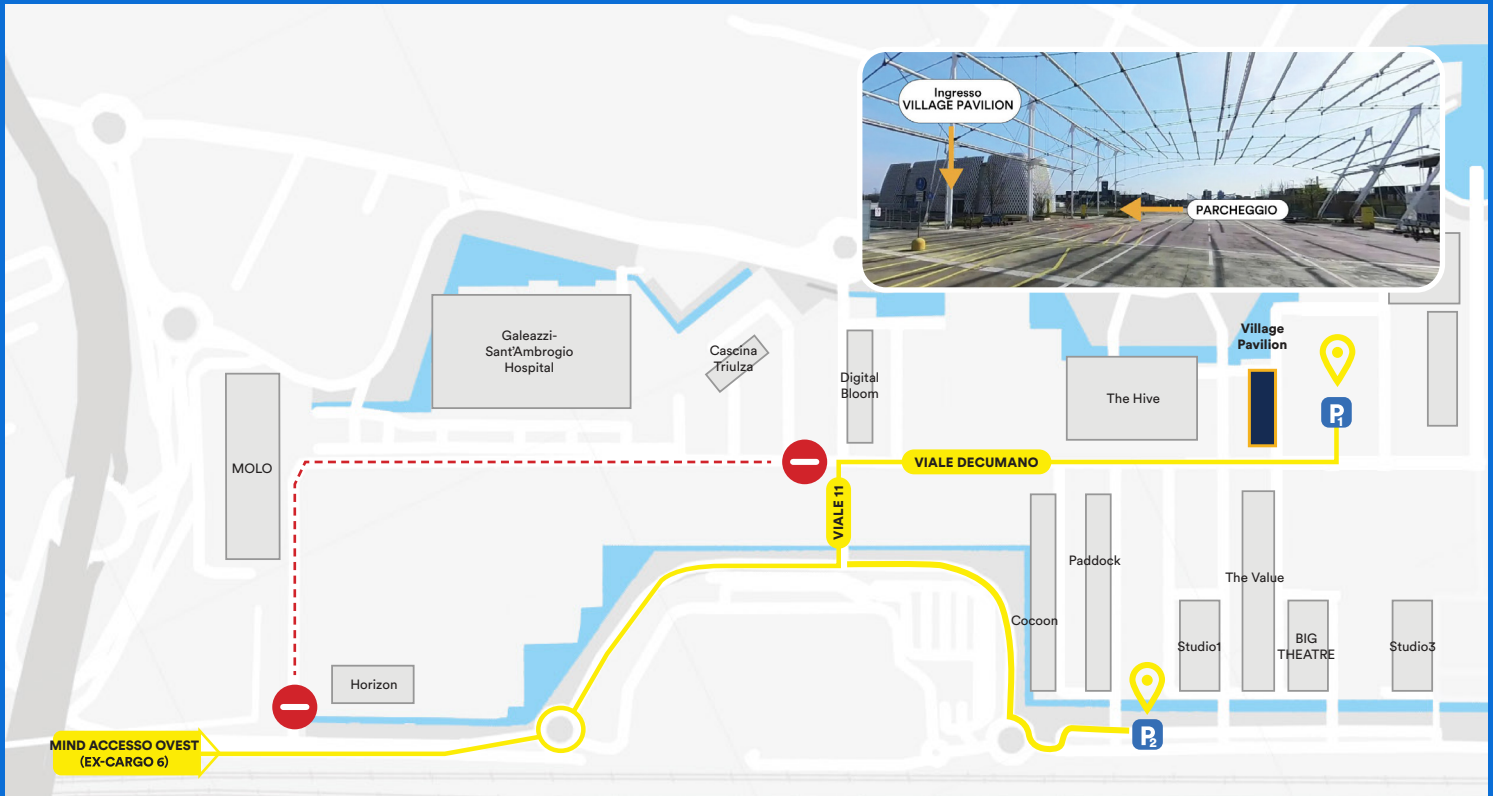 Ingresso
VILLAGE PAVILION
PARCHEGGIO
Galeazzi-
Sant'Ambrogio
Hospital
Cascina
Triulza
Digital
Bloom
The Hive
Village
Pavilion
P1
MOLO
VIALE DECUMANO
VIALE 11
Paddock
The Value
Cocoon
Studio1
BIG
THEATRE
Studio3
Horizon
P2
MIND ACCESSO OVEST
(EX-CARGO 6)